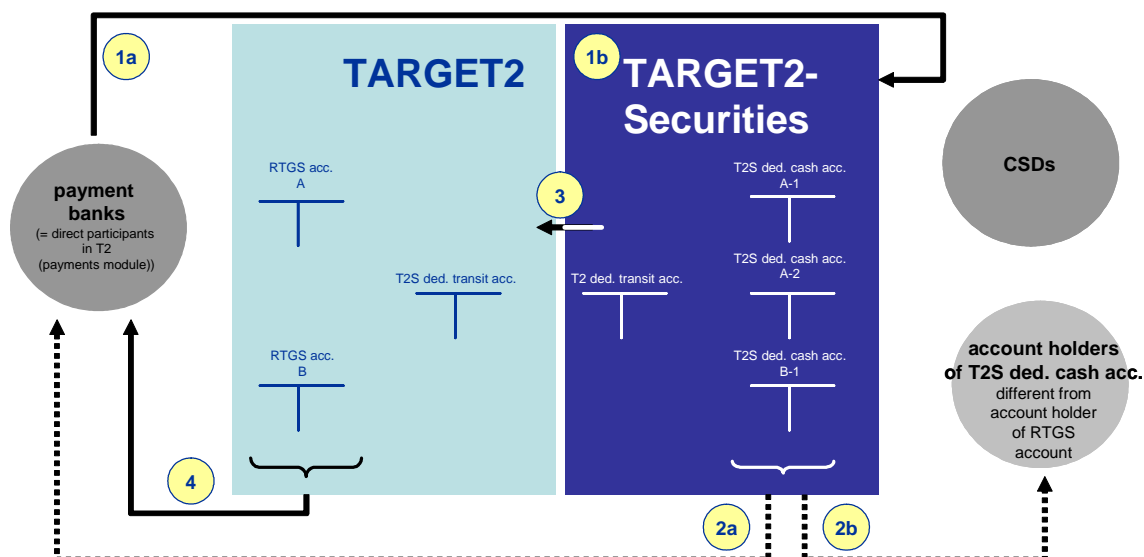 1a
1b
TARGET2
TARGET2-
Securities
payment
banks
(= direct participants
in T2
(payments module))
RTGS acc.
A
3
T2S ded. cash acc.
A-1
CSDs
T2S ded. transit acc.
T2 ded. transit acc.
T2S ded. cash acc.
A-2
RTGS acc.
B
T2S ded. cash acc.
B-1
account holders
of T2S ded. cash acc.
different from
account holder
of RTGS
account
4
2a
2b